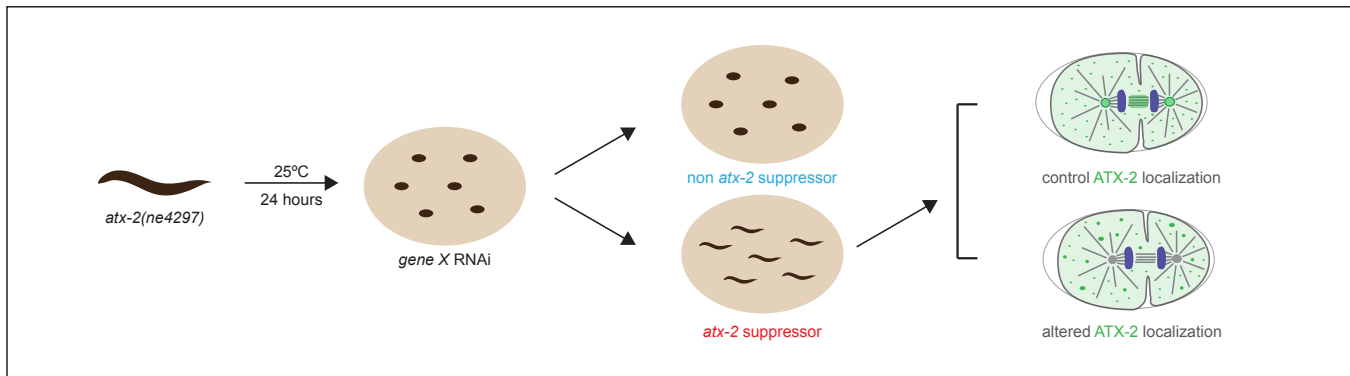 atx-2(ne4297)
25ºC
24 hours
gene X RNAi
non atx-2 suppressor
atx-2 suppressor
control ATX-2 localization
altered ATX-2 localization